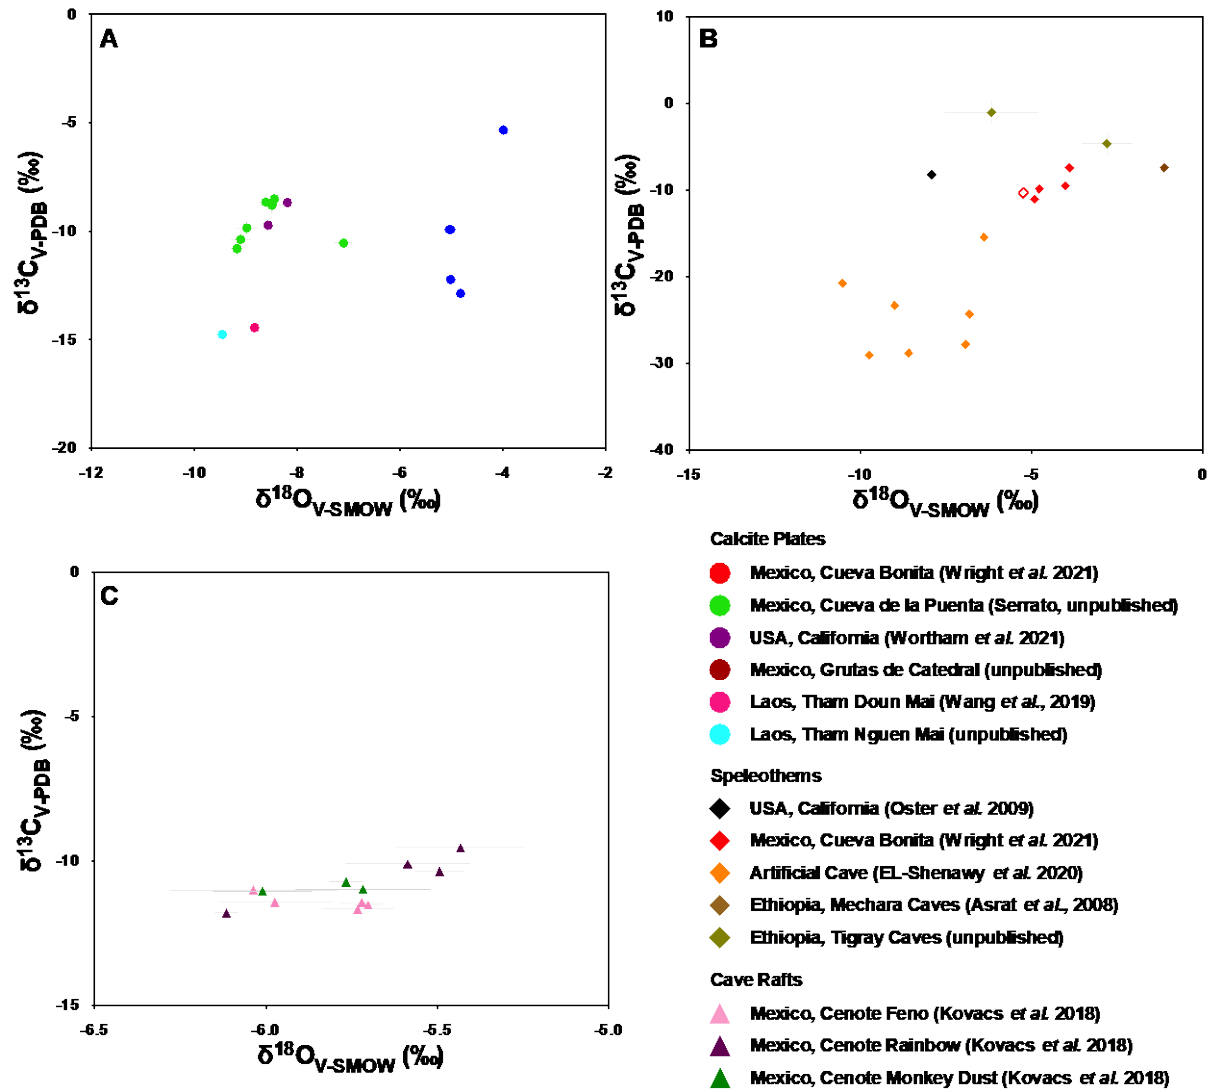 A
0
-5
-10
-15
-20
-12
-10
-8
-6
-4
-2
δ13CV-PDB (‰)
δ18OV-SMOW (‰)
B
10
0
-10
-20
-30
-40
-15
-10
-5
0
δ13CV-PDB (‰)
δ18OV-SMOW (‰)
C
0
-5
-10
-15
-6.5
-6.0
-5.5
-5.0
δ13CV-PDB (‰)
δ18OV-SMOW (‰)
Calcite Plates
Mexico, Cueva Bonita (Wright et al. 2021)
Mexico, Cueva de la Puenta (Serrato, unpublished)
USA, California (Wortham et al. 2021)
Mexico, Grutas de Catedral (unpublished)
Laos, Tham Doun Mai (Wang et al., 2019)
Laos, Tham Nguen Mai (unpublished)
Speleothems
USA, California (Oster et al. 2009)
Mexico, Cueva Bonita (Wright et al. 2021)
Artificial Cave (EL-Shenawy et al. 2020)
Ethiopia, Mechara Caves (Asrat et al., 2008)
Ethiopia, Tigray Caves (unpublished)
Cave Rafts
Mexico, Cenote Feno (Kovacs et al. 2018)
Mexico, Cenote Rainbow (Kovacs et al. 2018)
Mexico, Cenote Monkey Dust (Kovacs et al. 2018)